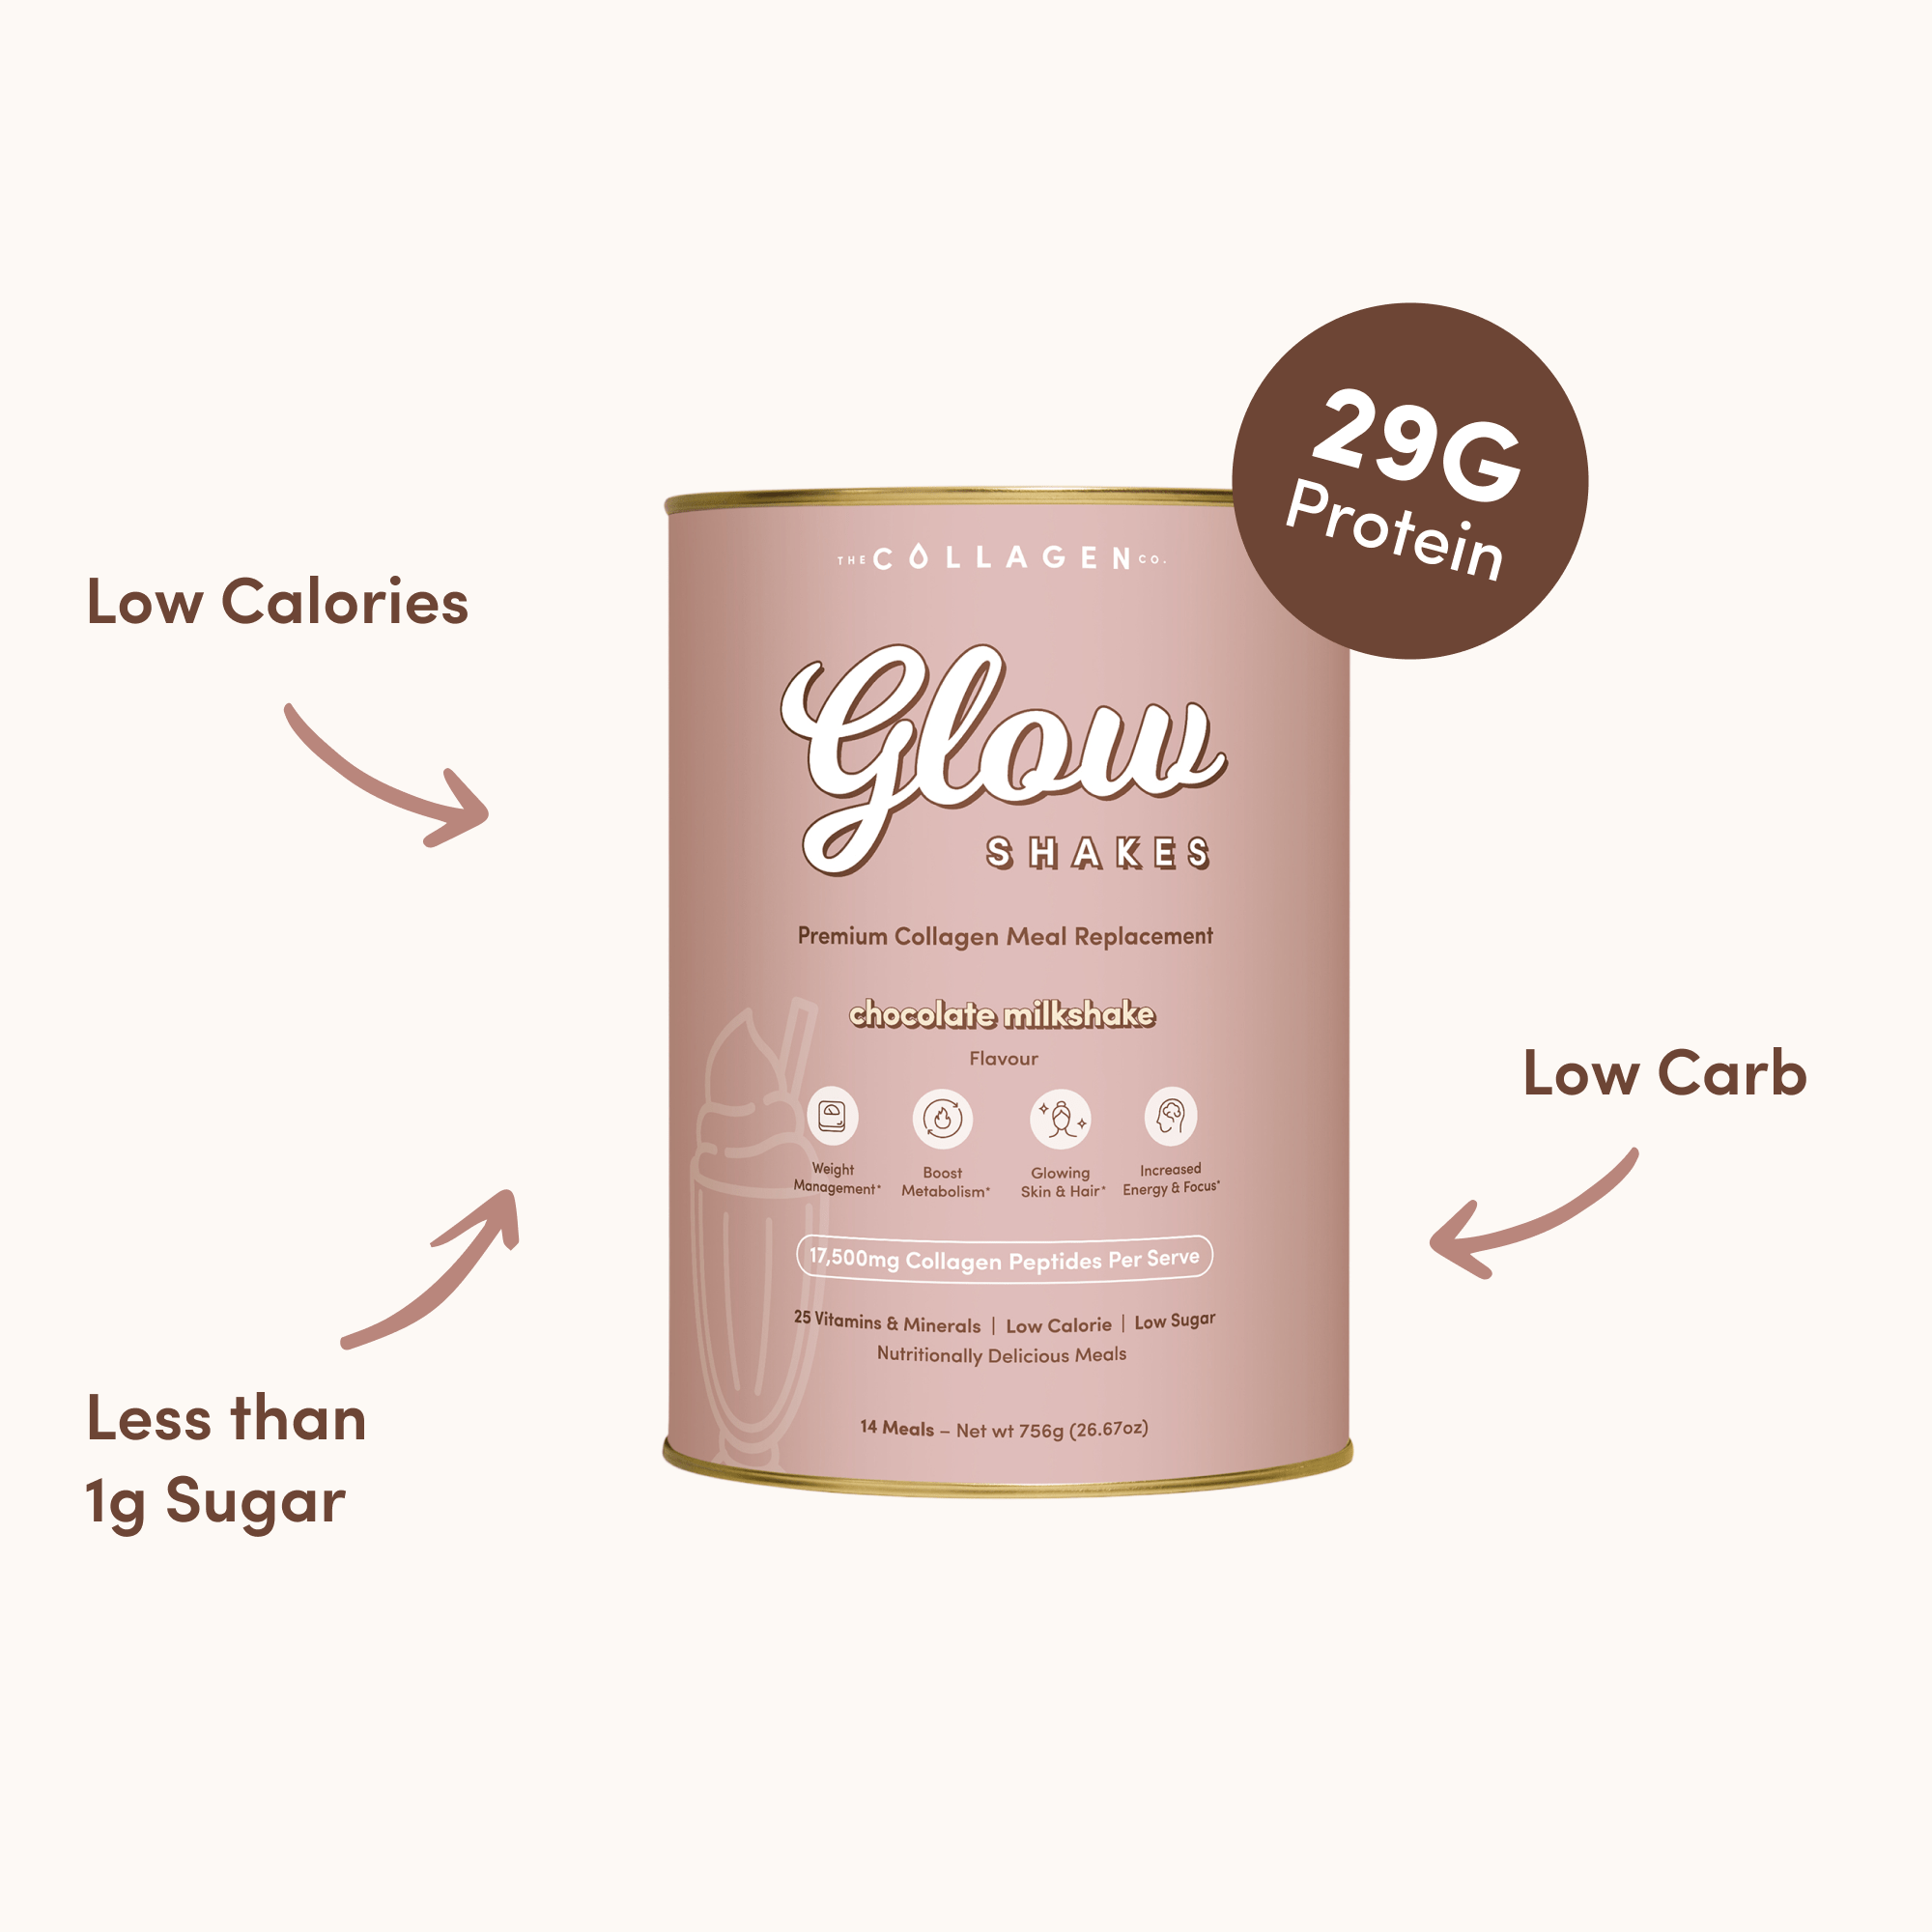 29G
Protein
THE COLLAGEN CO.
Low Calories
Glow
SHAKES
Premium Collagen Meal Replacement
chocolate milkshake
Flavour
Low Carb
Weight
Management*
Boost
Metabolism*
Glowing
Skin & Hair*
Increased
Energy & Focus*
17,500mg Collagen Peptides Per Serve
25 Vitamins & Minerals | Low Calorie | Low Sugar
Nutritionally Delicious Meals
Less than
1g Sugar
14 Meals – Net wt 756g (26.67oz)